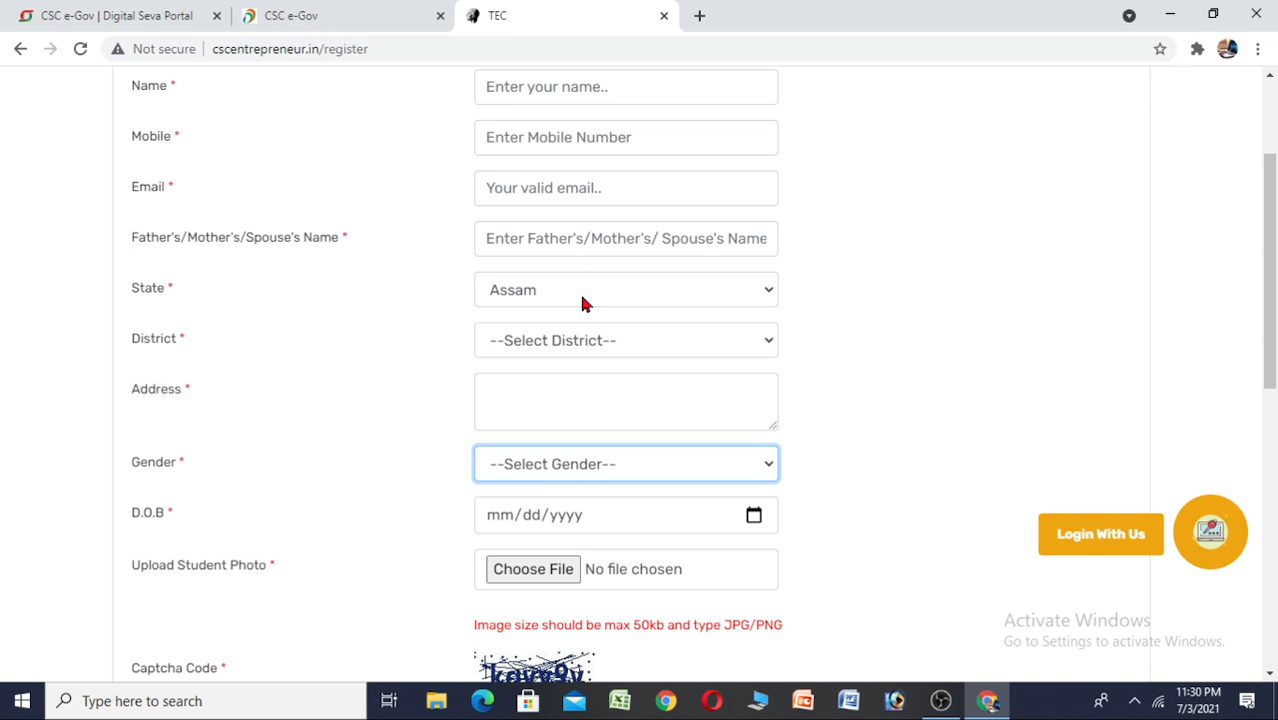 CSC e-Gov | Digital Seva Portal
CSC e-Gov
TEC
Not secure
cscentrepreneur.in/register
Name *
Enter your name..
Mobile *
Enter Mobile Number
Email *
Your valid email..
Father's/Mother's/Spouse's Name *
Enter Father's/Mother's/ Spouse's Name
State *
Assam
District *
--Select District--
Address *
Gender *
--Select Gender--
D.O.B *
mm/dd/yyyy
Login With Us
Upload Student Photo *
Choose File No file chosen
Image size should be max 50kb and type JPG/PNG
Activate Windows
Go to Settings to activate Windows.
Captcha Code *
Type here to search
11:30 PM
7/3/2021